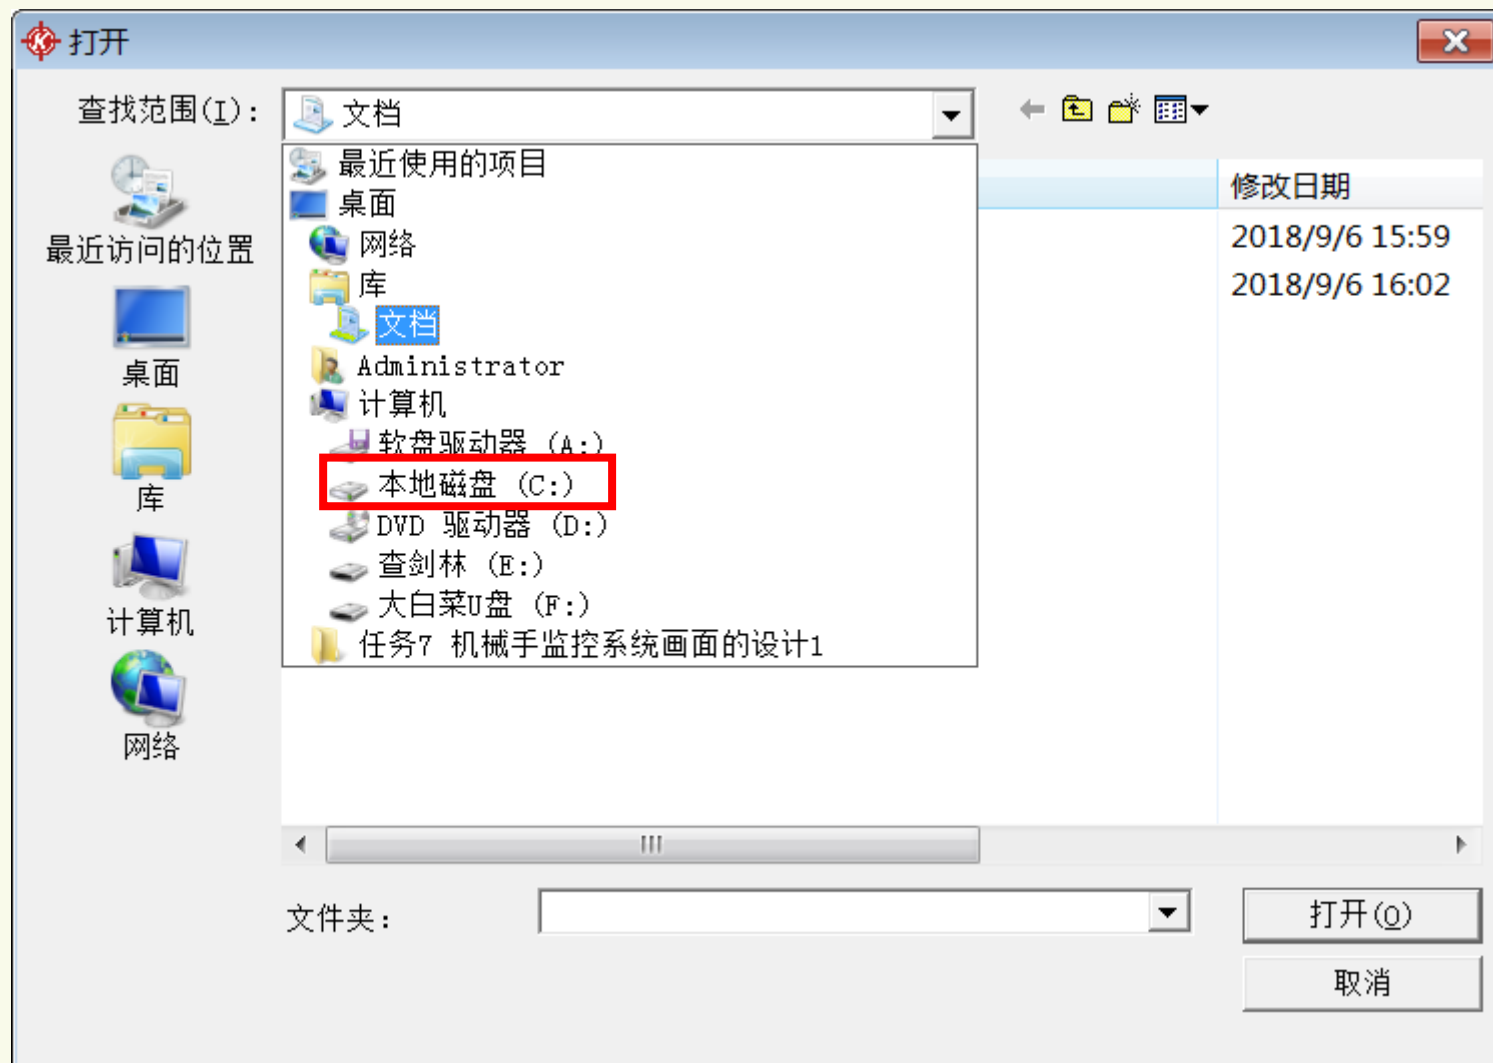 打开
查找范围(I):
文档
最近使用的项目
桌面
网络
库
文档
Administrator
计算机
软盘驱动器 (A:)
本地磁盘 (C:)
DVD 驱动器 (D:)
查剑林 (E:)
大白菜U盘 (F:)
任务7 机械手监控系统画面的设计1
修改日期
2018/9/6 15:59
2018/9/6 16:02
最近访问的位置
桌面
库
计算机
网络
文件夹:
打开(O)
取消